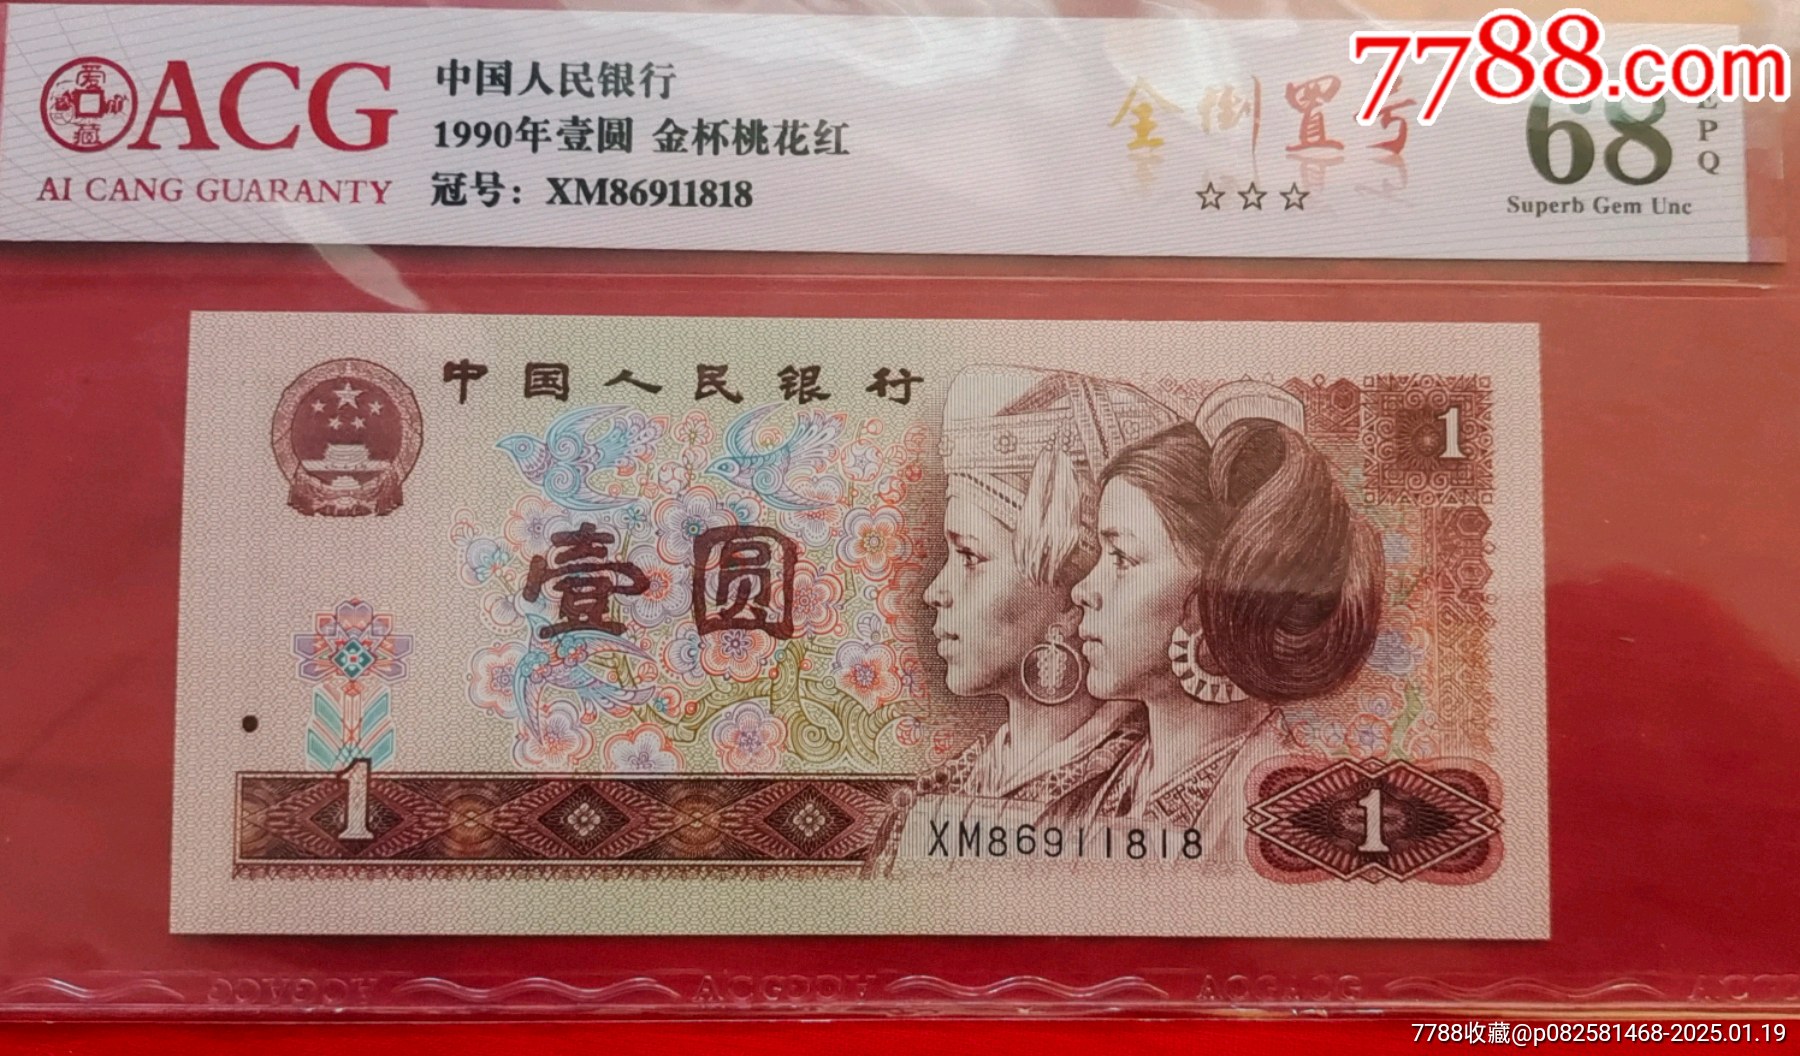 7788.com
爱藏
ACG
AI CANG GUARANTY
中国人民银行
1990年壹圆 金杯桃花红
冠号：XM86911818
全倒置号
☆☆☆
68
EPQ
Superb Gem Unc
中国人民银行
1
壹圆
1
XM86911818
1
7788收藏@p082581468-2025.01.19